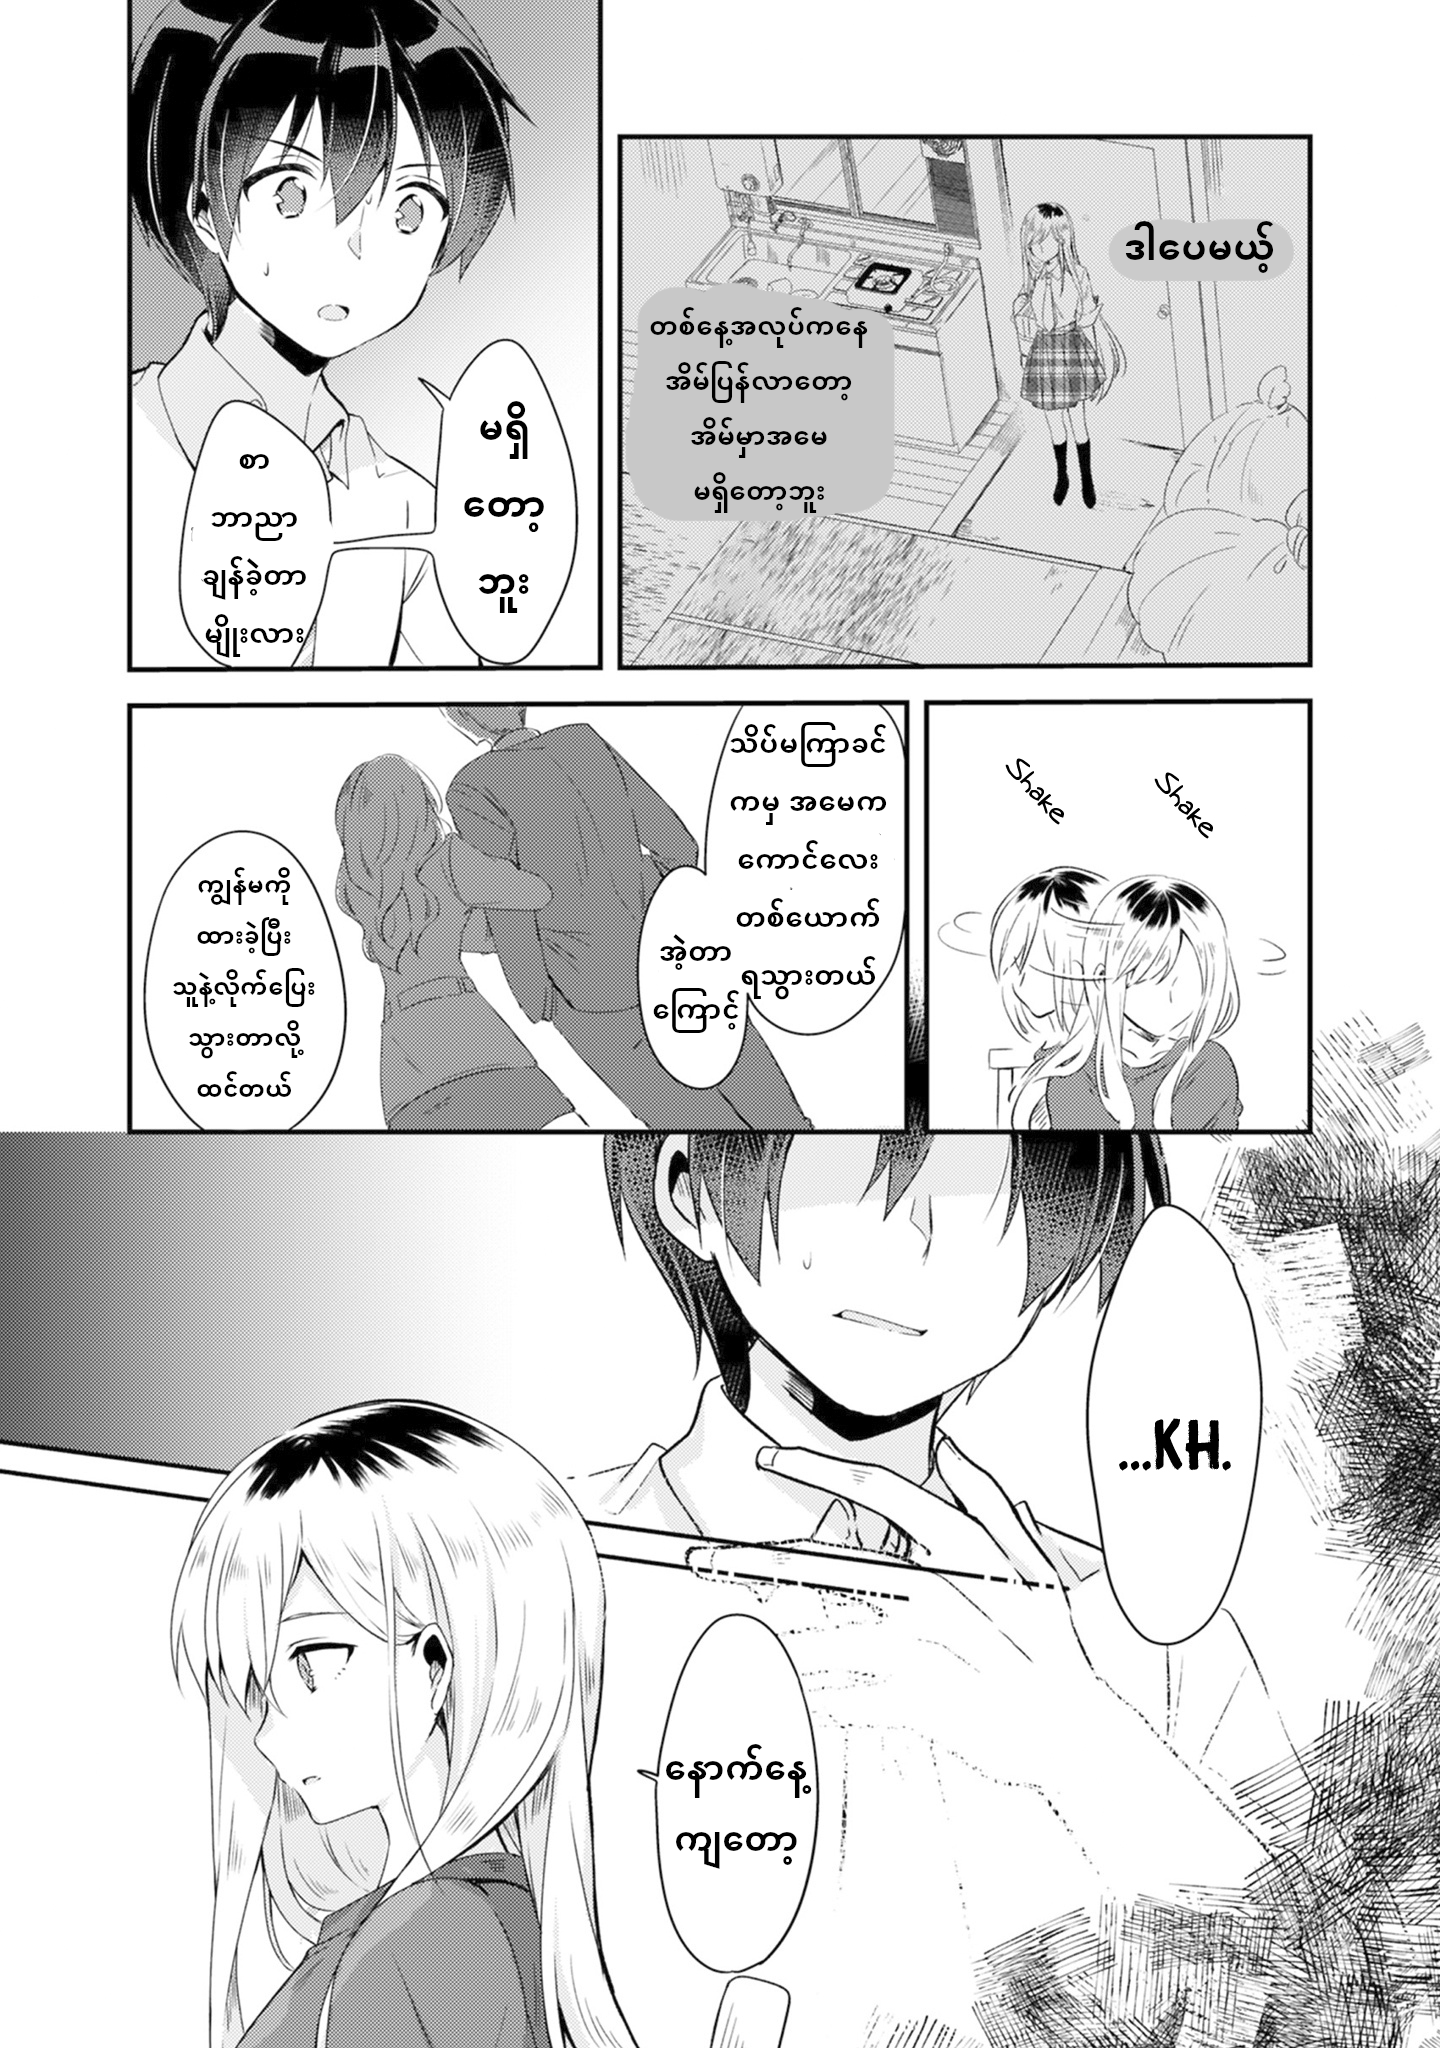 ဒါပေမယ့်
တစ်နေ့အလုပ်ကနေ
အိမ်ပြန်လာတော့
အိမ်မှာအမေ
မရှိတော့ဘူး
မရှိ
တော့
ဘူး
စာ
ဘာညာ
ချန်ခဲ့တာ
မျိုးလား
Shake
Shake
သိပ်မကြာခင်
ကမှ အမေက
ကောင်လေး
တစ်ယောက်
ရသွားတယ်
အဲ့တာ
ကြောင့်
ကျွန်မကို
ထားခဲ့ပြီး
သူနဲ့လိုက်ပြေး
သွားတာလို့
ထင်တယ်
...KH.
နောက်နေ့
ကျတော့